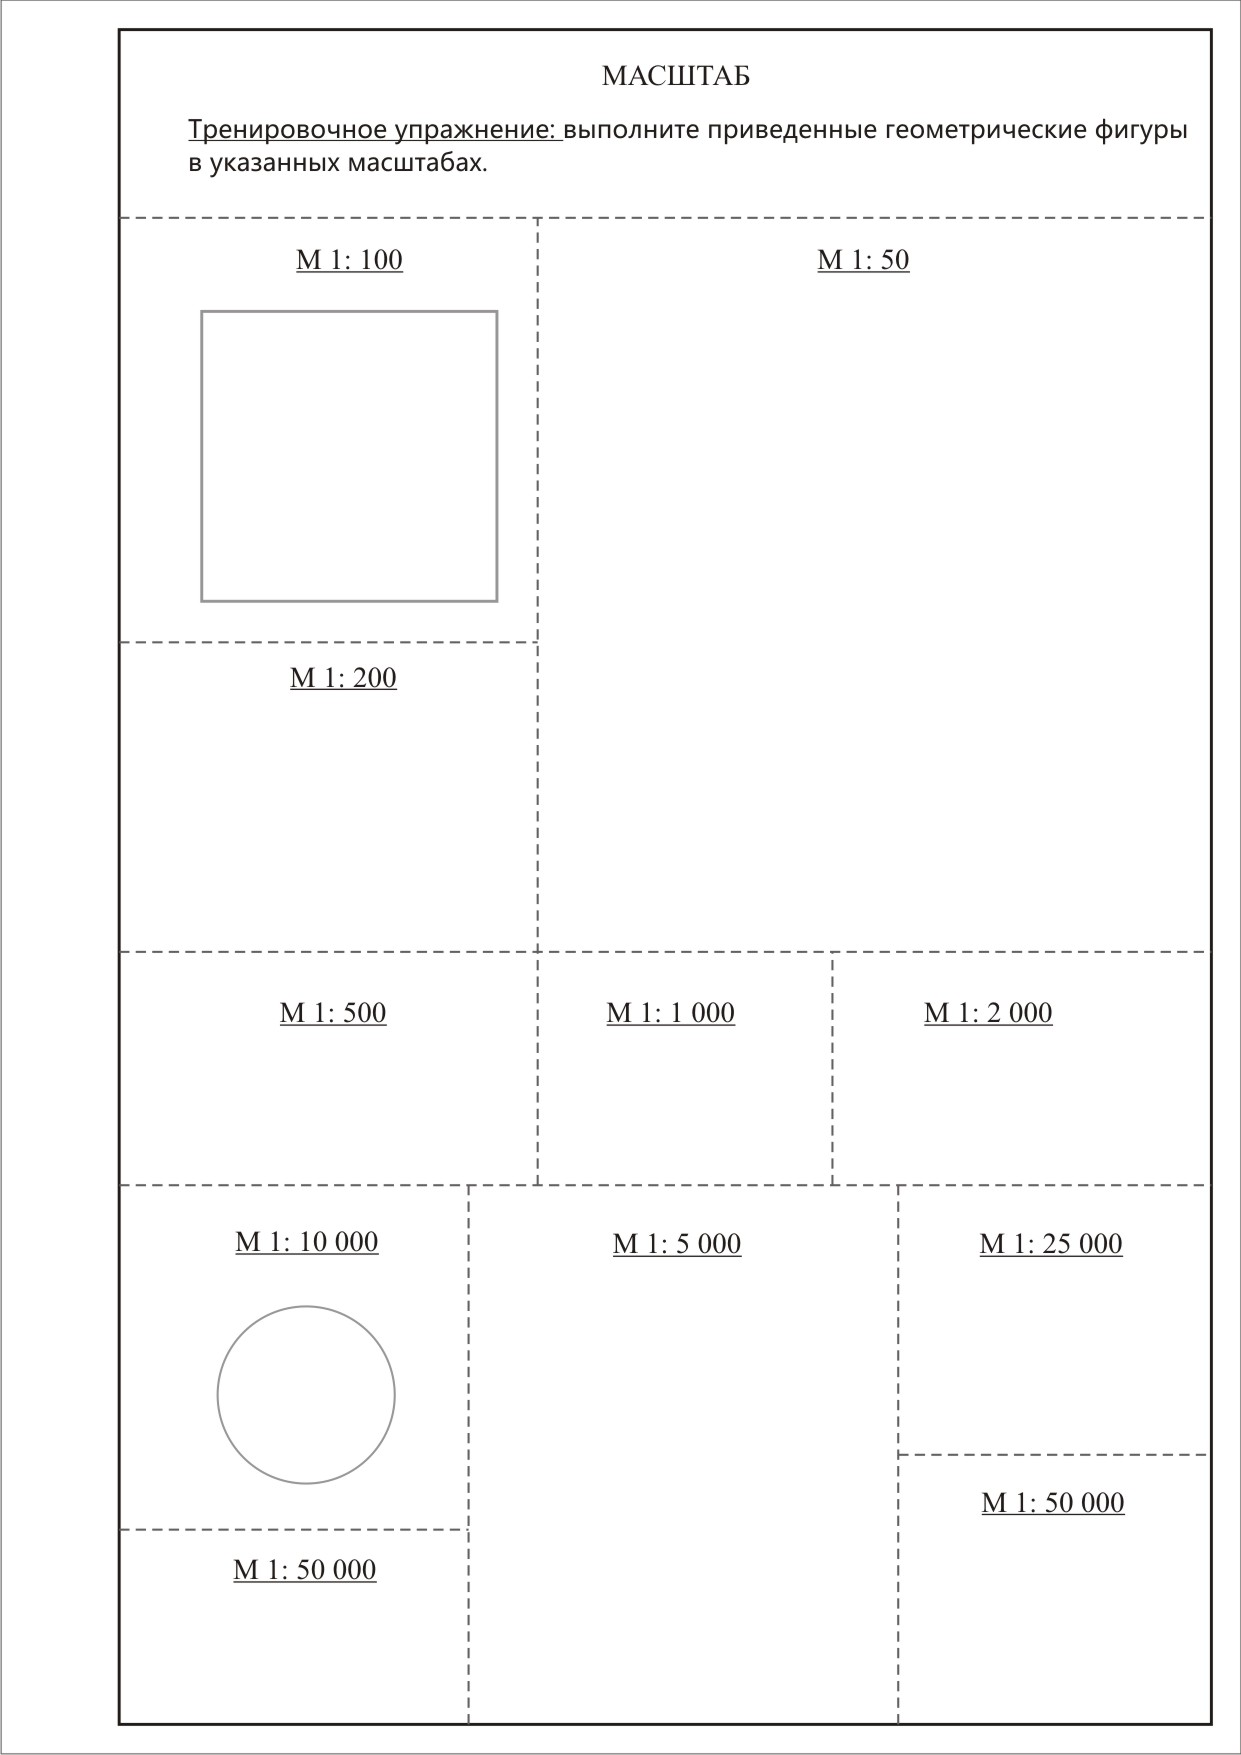 МАСШТАБ
Тренировочное упражнение: выполните приведенные геометрические фигуры
в указанных масштабах.
М 1: 100
М 1: 50
М 1: 200
М 1: 500
М 1: 1 000
М 1: 2 000
М 1: 10 000
М 1: 5 000
М 1: 25 000
М 1: 50 000
М 1: 50 000